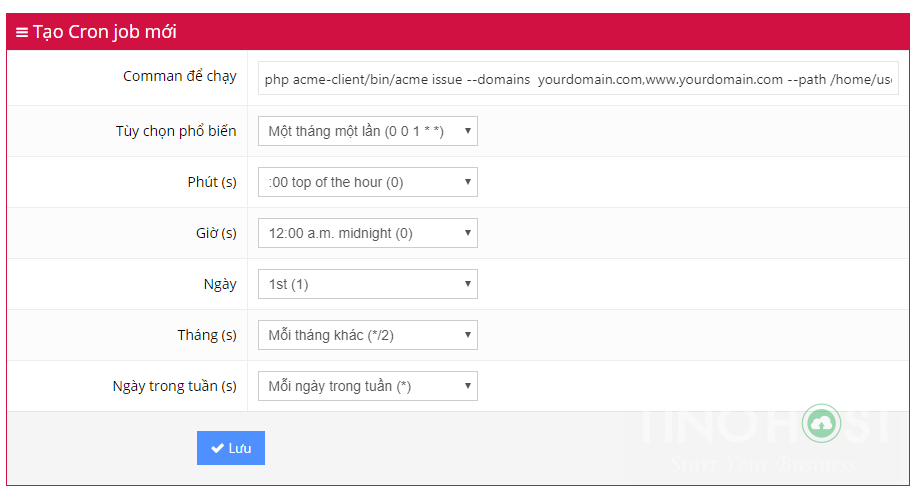 Tạo Cron job mới
Comman để chạy php acme-client/bin/acme issue --domains yourdomain.com,www.yourdomain.com --path /home/use
Tùy chọn phổ biến Một tháng một lần (0 0 1 * *)
Phút (s) :00 top of the hour (0)
Giờ (s) 12:00 a.m. midnight (0)
Ngày 1st (1)
Tháng (s) Mỗi tháng khác (*/2)
Ngày trong tuần (s) Mỗi ngày trong tuần (*)
TINOHOST
Start Your Business
Lưu